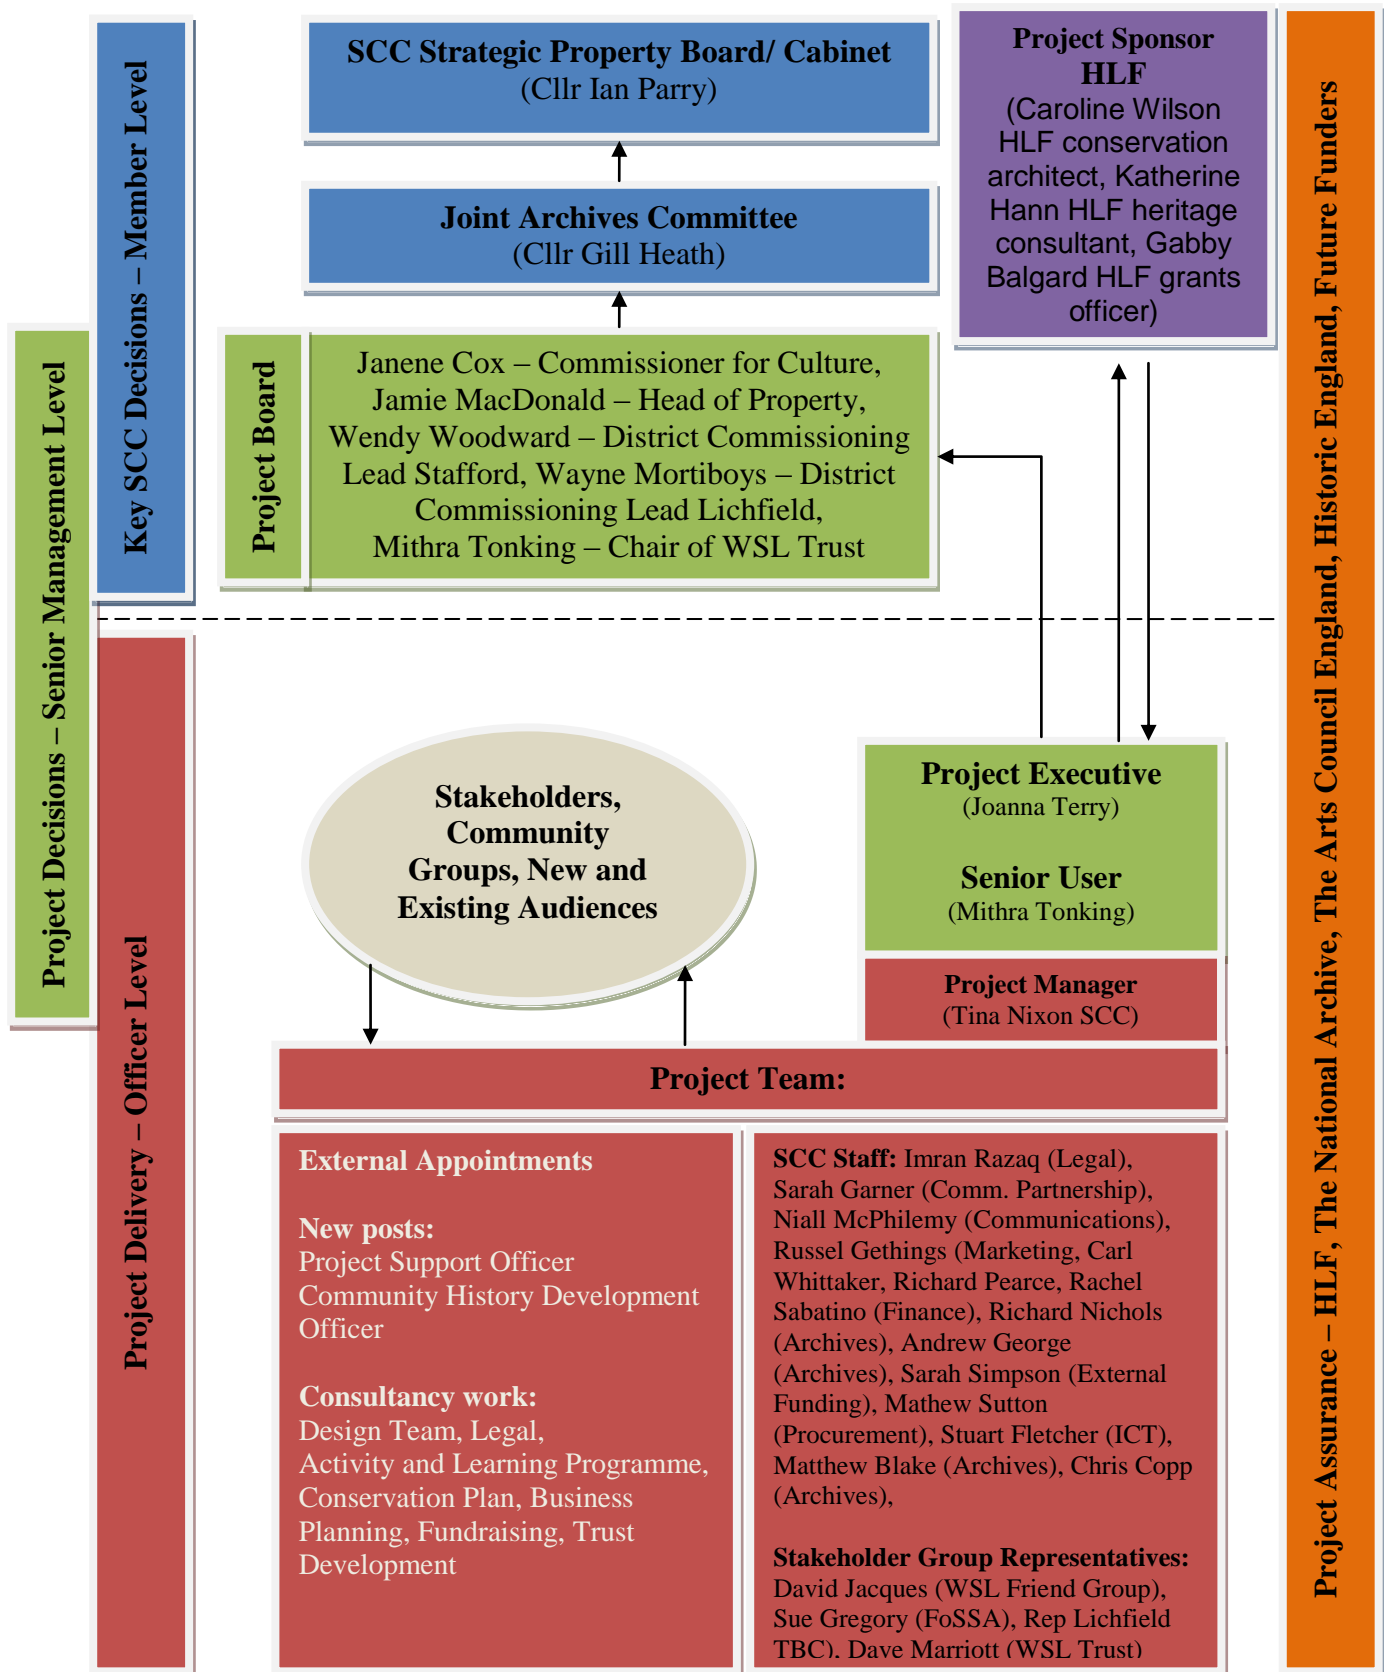 SCC Strategic Property Board/ Cabinet
(Cllr Ian Parry)
Joint Archives Committee
(Cllr Gill Heath)
Project Sponsor
HLF
(Caroline Wilson
HLF conservation
architect, Katherine
Hann HLF heritage
consultant, Gabby
Balgard HLF grants
officer)
Key SCC Decisions – Member Level
Project Decisions – Senior Management Level
Project Delivery – Officer Level
Project Board
Janene Cox – Commissioner for Culture,
Jamie MacDonald – Head of Property,
Wendy Woodward – District Commissioning
Lead Stafford, Wayne Mortiboys – District
Commissioning Lead Lichfield,
Mithra Tonking – Chair of WSL Trust
Stakeholders,
Community
Groups, New and
Existing Audiences
Project Executive
(Joanna Terry)
Senior User
(Mithra Tonking)
Project Manager
(Tina Nixon SCC)
Project Team:
External Appointments
New posts:
Project Support Officer
Community History Development
Officer
Consultancy work:
Design Team, Legal,
Activity and Learning Programme,
Conservation Plan, Business
Planning, Fundraising, Trust
Development
SCC Staff: Imran Razaq (Legal),
Sarah Garner (Comm. Partnership),
Niall McPhilemy (Communications),
Russel Gethings (Marketing, Carl
Whittaker, Richard Pearce, Rachel
Sabatino (Finance), Richard Nichols
(Archives), Andrew George
(Archives), Sarah Simpson (External
Funding), Mathew Sutton
(Procurement), Stuart Fletcher (ICT),
Matthew Blake (Archives), Chris Copp
(Archives),
Stakeholder Group Representatives:
David Jacques (WSL Friend Group),
Sue Gregory (FoSSA), Rep Lichfield
TBC), Dave Marriott (WSL Trust)
Project Assurance – HLF, The National Archive, The Arts Council England, Historic England, Future Funders